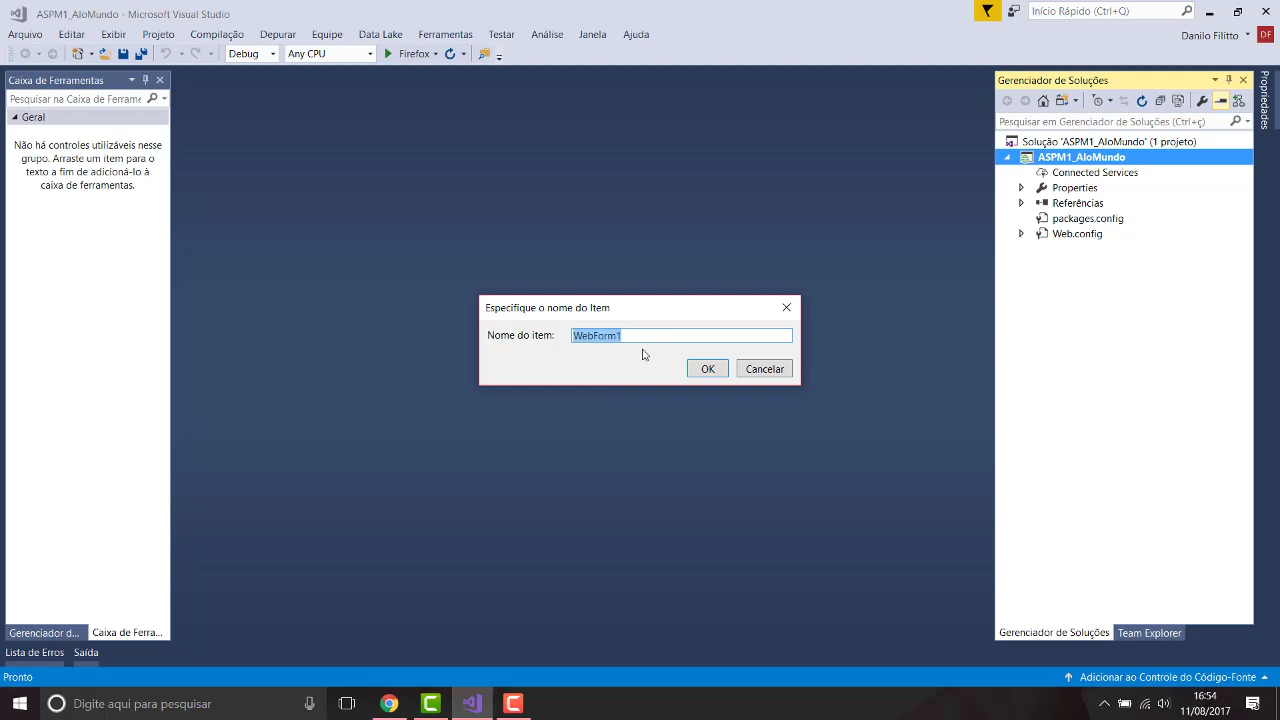 ASPM1_AloMundo - Microsoft Visual Studio
Início Rápido (Ctrl+Q)
Arquivo Editar Exibir Projeto Compilação Depurar Equipe Data Lake Ferramentas Testar Análise Janela Ajuda
Danilo Filitto DF
Debug Any CPU Firefox
Caixa de Ferramentas
Pesquisar na Caixa de Ferrame
Geral
Não há controles utilizáveis nesse
grupo. Arraste um item para o
texto a fim de adicioná-lo à
caixa de ferramentas.
Especifique o nome do Item
Nome do item: WebForm1
OK Cancelar
Gerenciador de Soluções
Pesquisar em Gerenciador de Soluções (Ctrl+ç)
Solução 'ASPM1_AloMundo' (1 projeto)
ASPM1_AloMundo
Connected Services
Properties
Referências
packages.config
Web.config
Propriedades
Gerenciador d... Caixa de Ferra...
Gerenciador de Soluções Team Explorer
Lista de Erros Saída
Pronto
Adicionar ao Controle do Código-Fonte
Digite aqui para pesquisar
16:54
11/08/2017